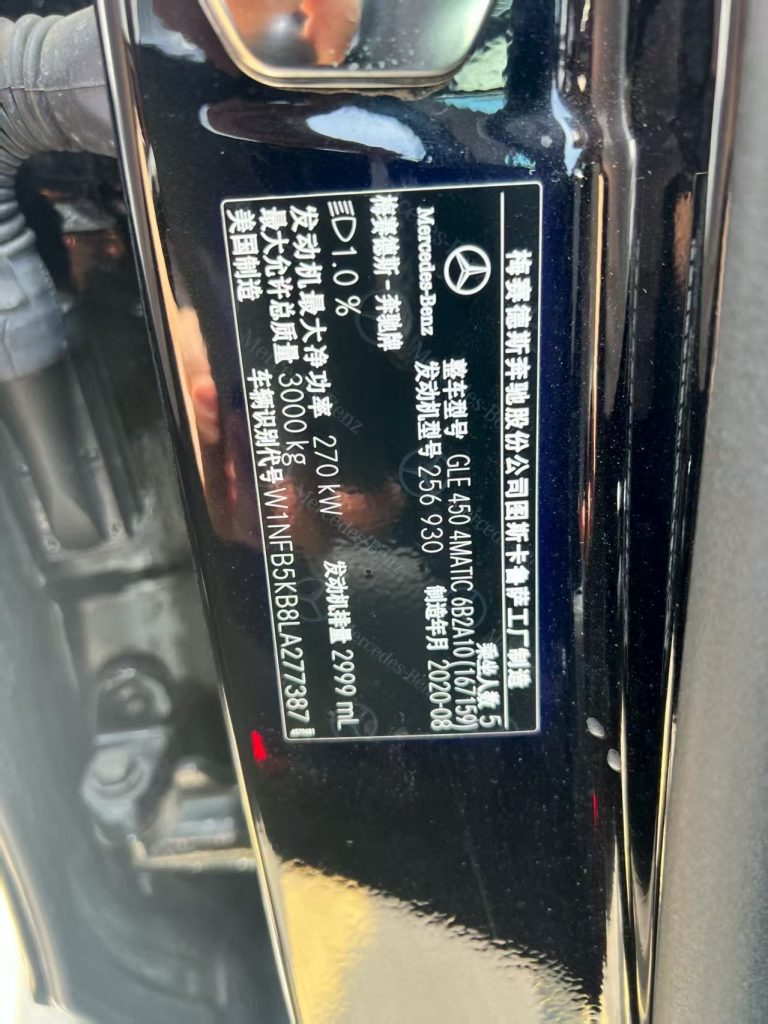 梅赛德斯奔驰股份公司图斯卡鲁萨工厂制造
Mercedes-Benz
梅赛德斯-奔驰牌
乘坐人数 5
整车型号 GLE 450 4MATIC 6B2A10(167159)
发动机型号 256 930
制造年月 2020-08
1.0 %
发动机最大净功率 270 kW
发动机排量 2999 mL
最大允许总质量 3000 kg
美国制造
车辆识别代号 W1NFB5KB8LA277387